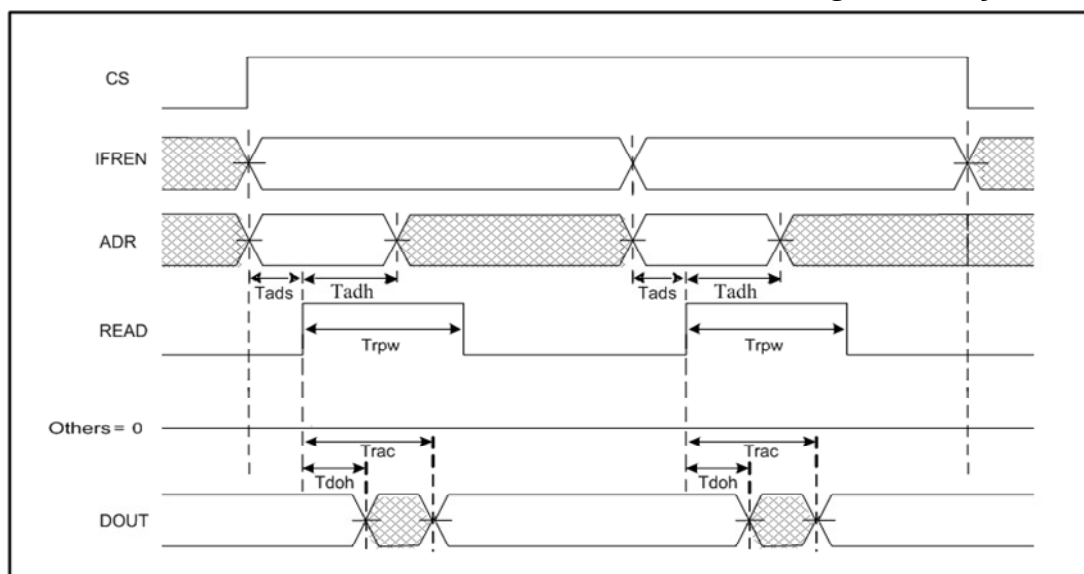 CS
IFREN
ADR
Tads Tadh Tads Tadh
READ
Trpw Trpw
Others = 0
Trac Trac
Tdoh Tdoh
DOUT